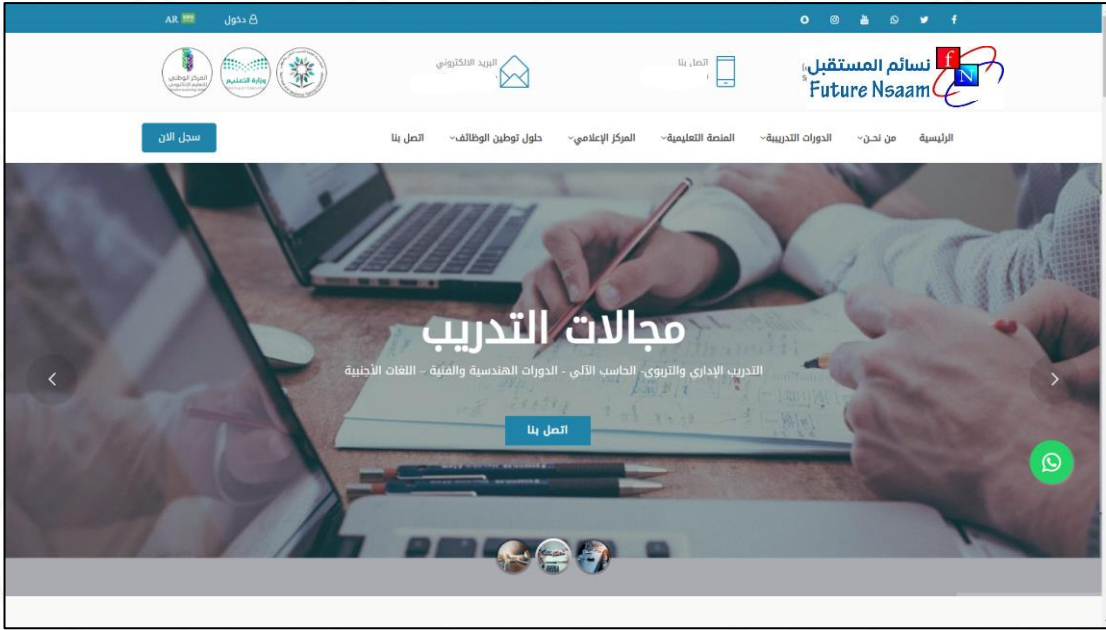 دخول
AR
نسائم المستقبل
Future Nsaam
اتصل بنا
البريد الالكتروني
وزارة التعليم
المركز الوطني
للتعليم الإلكتروني
الرئيسية
من نحن
الدورات التدريبية
المنصة التعليمية
المركز الإعلامي
حلول توطين الوظائف
اتصل بنا
سجل الان
مجالات التدريب
التدريب الإداري والتربوي- الحاسب الآلي - الدورات الهندسية والفنية – اللغات الأجنبية
اتصل بنا